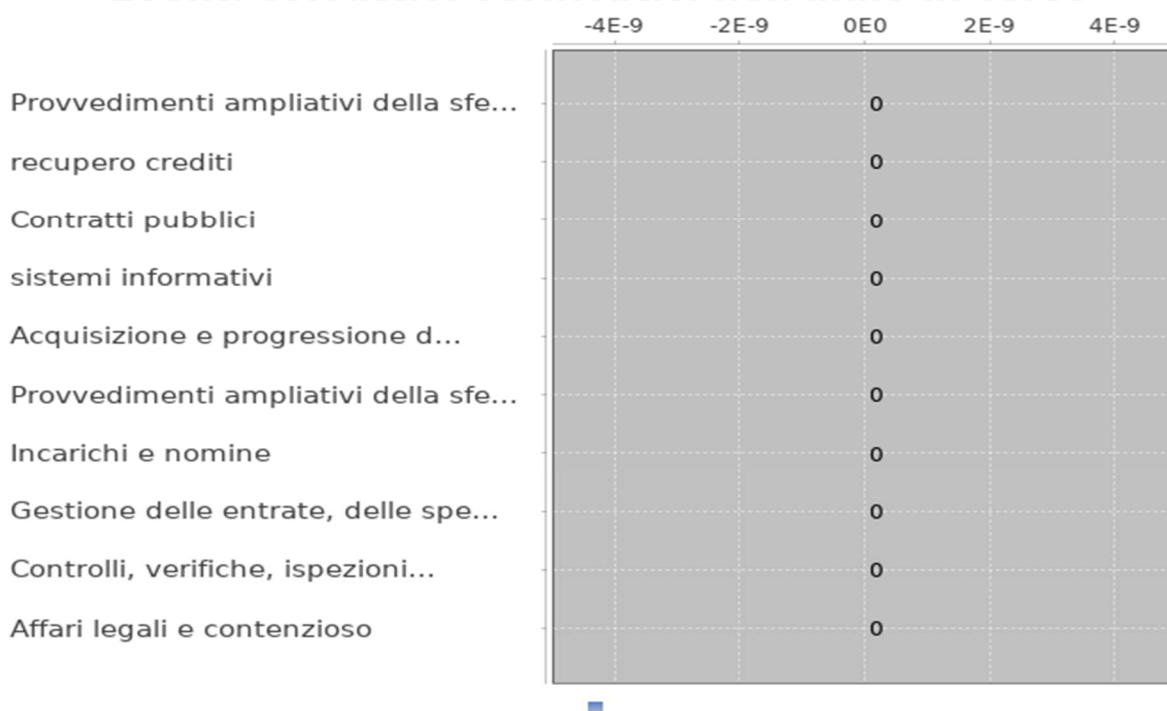 -4E-9 -2E-9 0E0 2E-9 4E-9
Provvedimenti ampliativi della sfe... 0
recupero crediti 0
Contratti pubblici 0
sistemi informativi 0
Acquisizione e progressione d... 0
Provvedimenti ampliativi della sfe... 0
Incarichi e nomine 0
Gestione delle entrate, delle spe... 0
Controlli, verifiche, ispezioni... 0
Affari legali e contenzioso 0